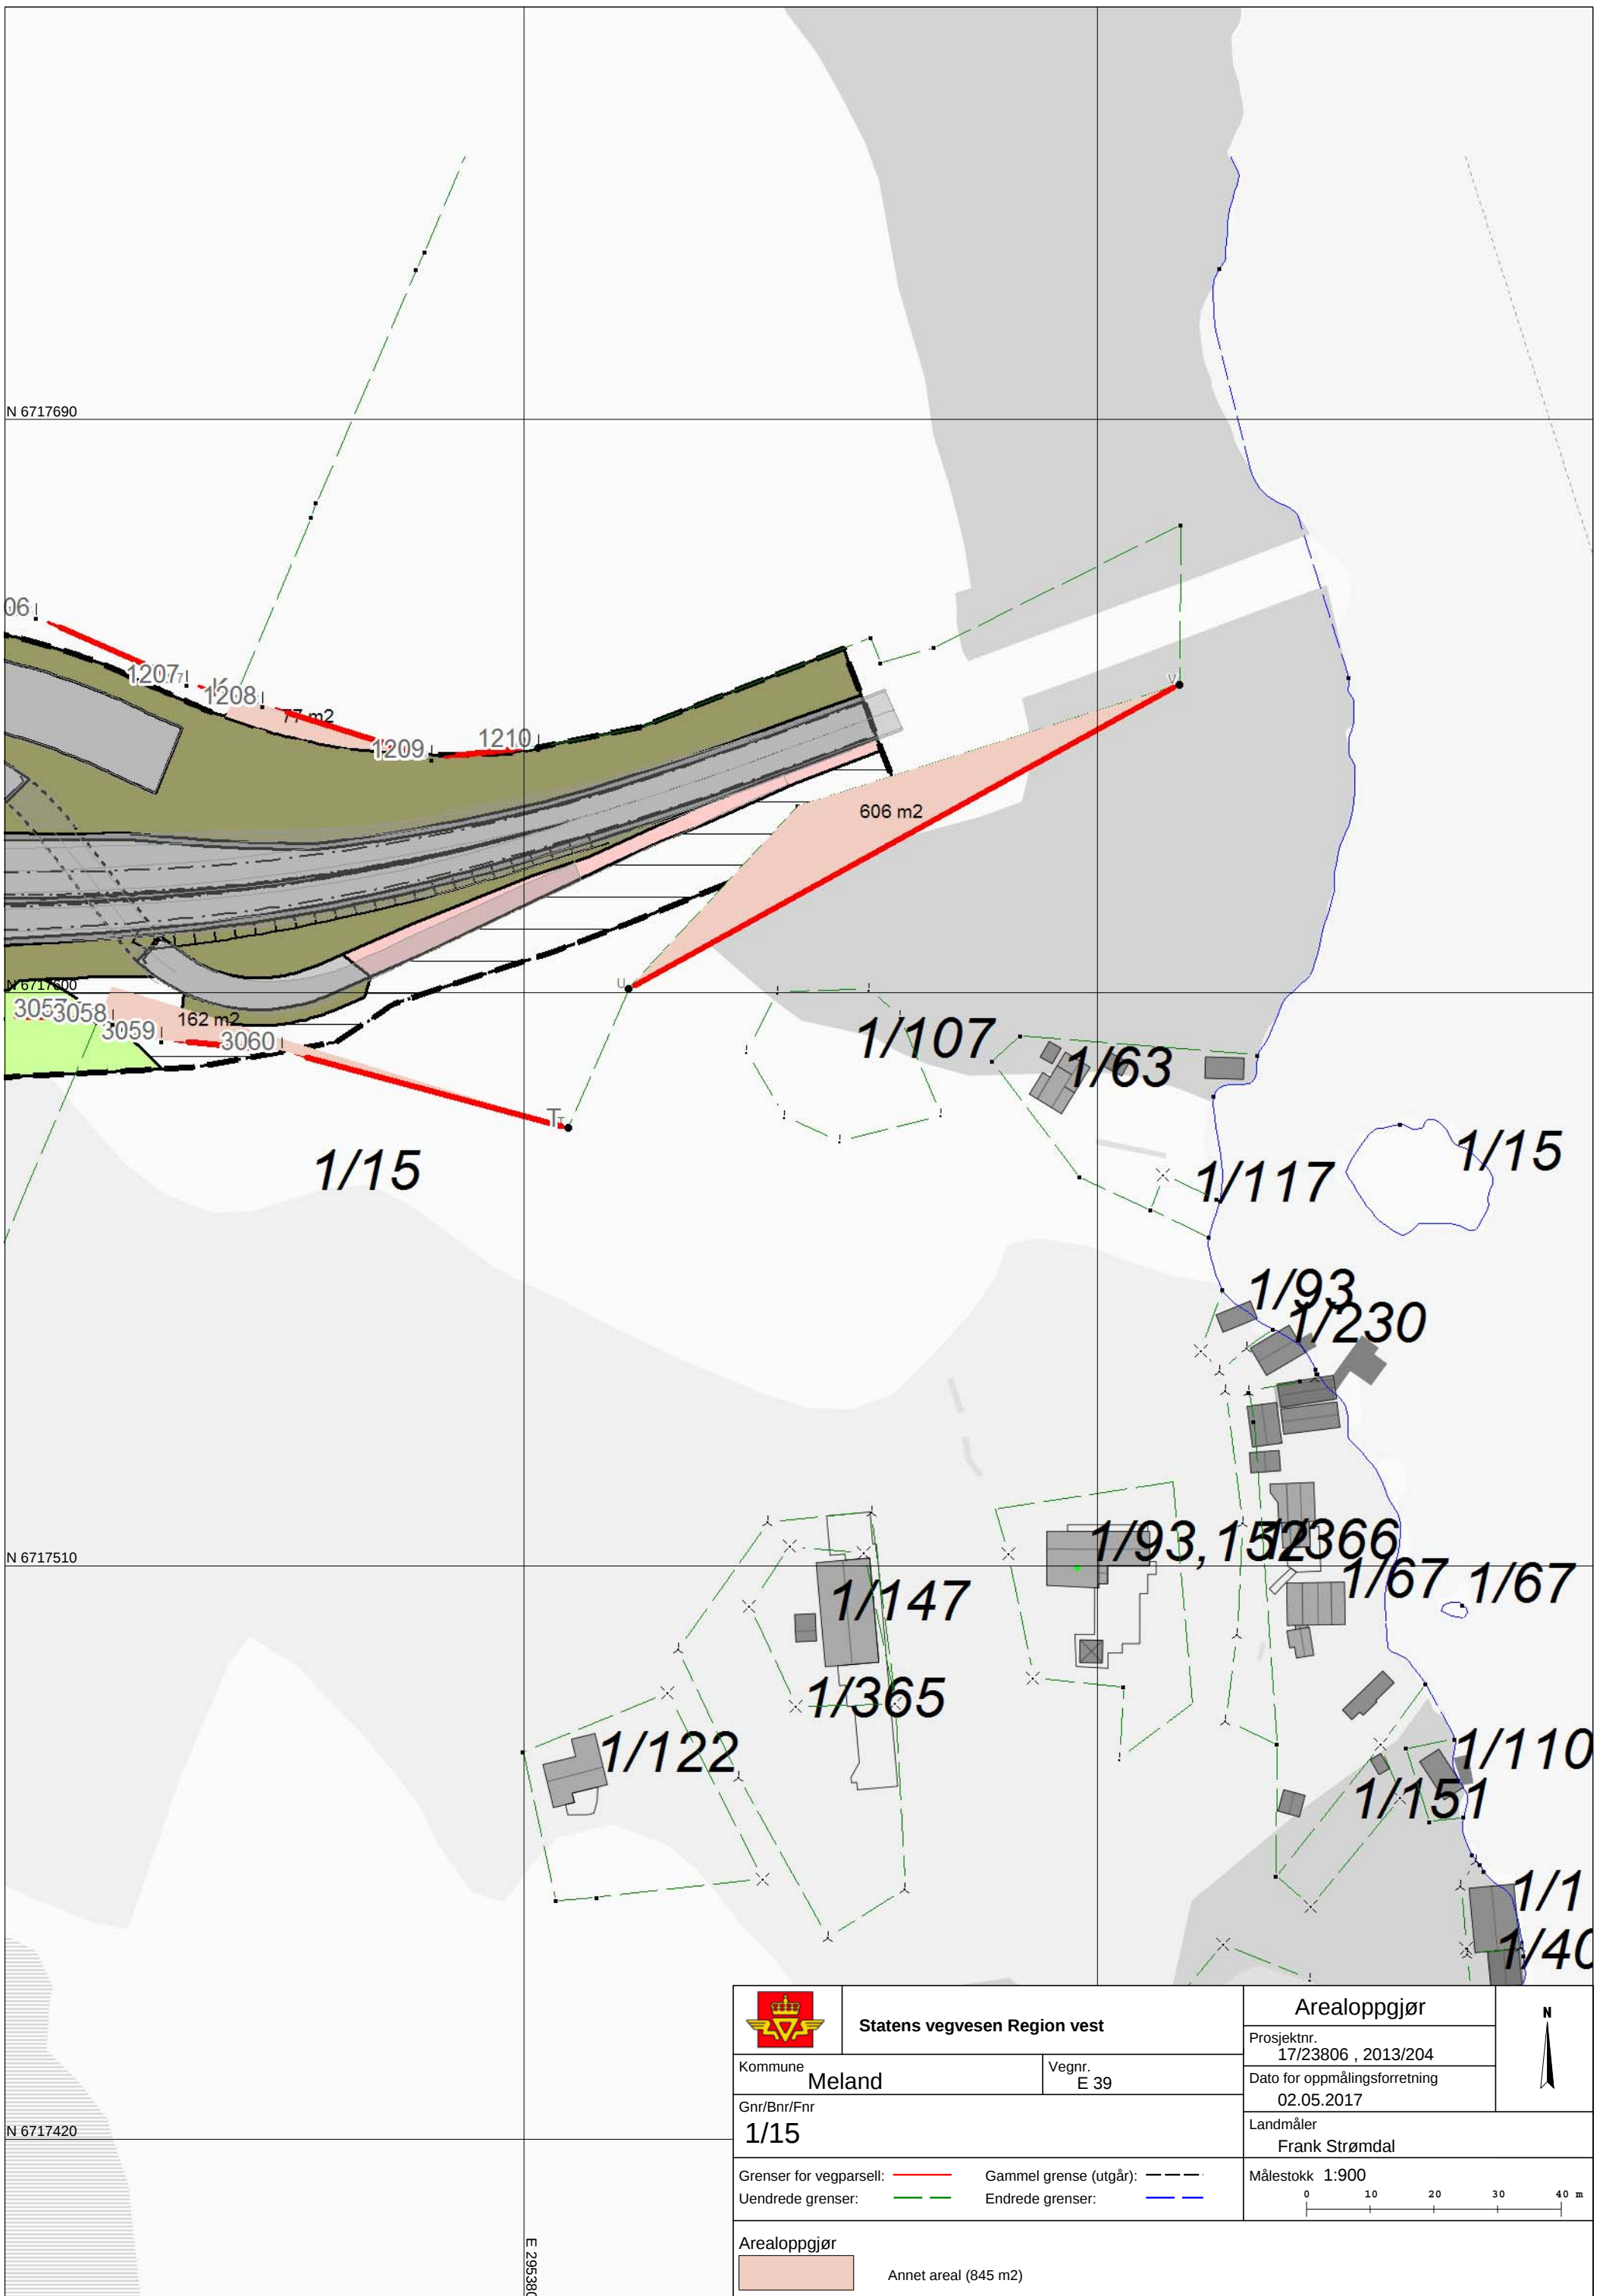 N 6717690
06
1207
1208
77 m2
1209
1210
V
606 m2
U
N 6717600
3058
3059
162 m2
3060
1/107
1/63
T
1/15
1/15
1/117
1/93
1/230
N 6717510
1/93,152
366
1/67
1/67
1/147
1/365
1/122
1/110
1/151
1/1
1/40
Statens vegvesen Region vest
Arealoppgjør
N
Prosjektnr.
17/23806 , 2013/204
Kommune
Meland
Vegnr.
E 39
Dato for oppmålingsforretning
02.05.2017
Gnr/Bnr/Fnr
1/15
Landmåler
Frank Strømdal
N 6717420
Grenser for vegparsell:
Gammel grense (utgår):
Uendrede grenser:
Endrede grenser:
Målestokk 1:900
0 10 20 30 40 m
E 295380
Arealoppgjør
Annet areal (845 m2)